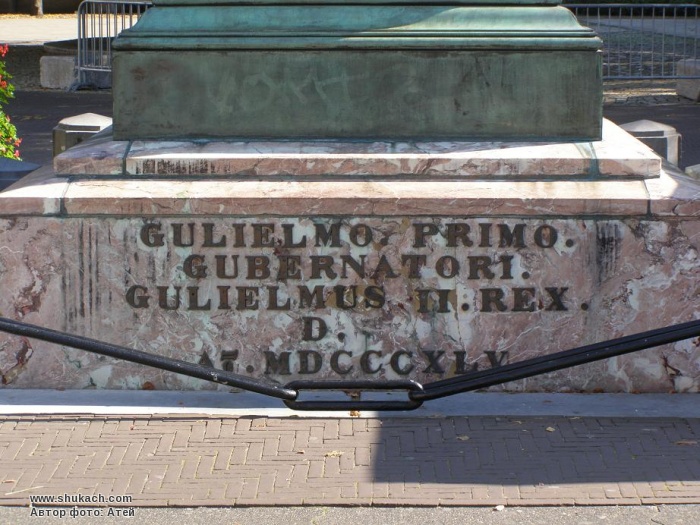 GULIELMO. PRIMO.
GUBERNATORI.
GULIELMUS. II. REX.
D.
A°. MDCCCXLV
www.shukach.com
Автор фото: Атей